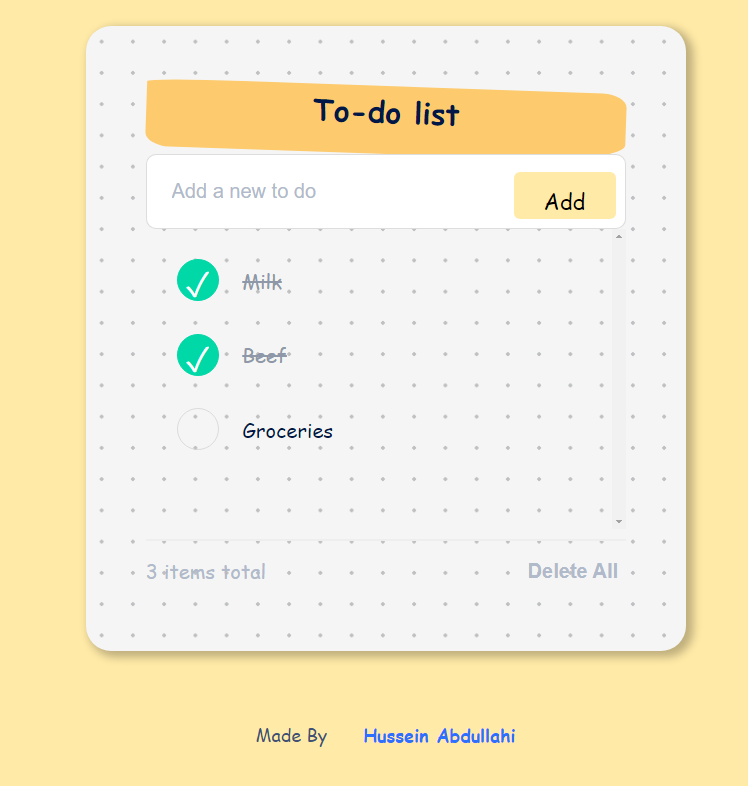 To-do list
Add a new to do
Add
Milk
Beef
Groceries
3 items total
Delete All
Made By Hussein Abdullahi